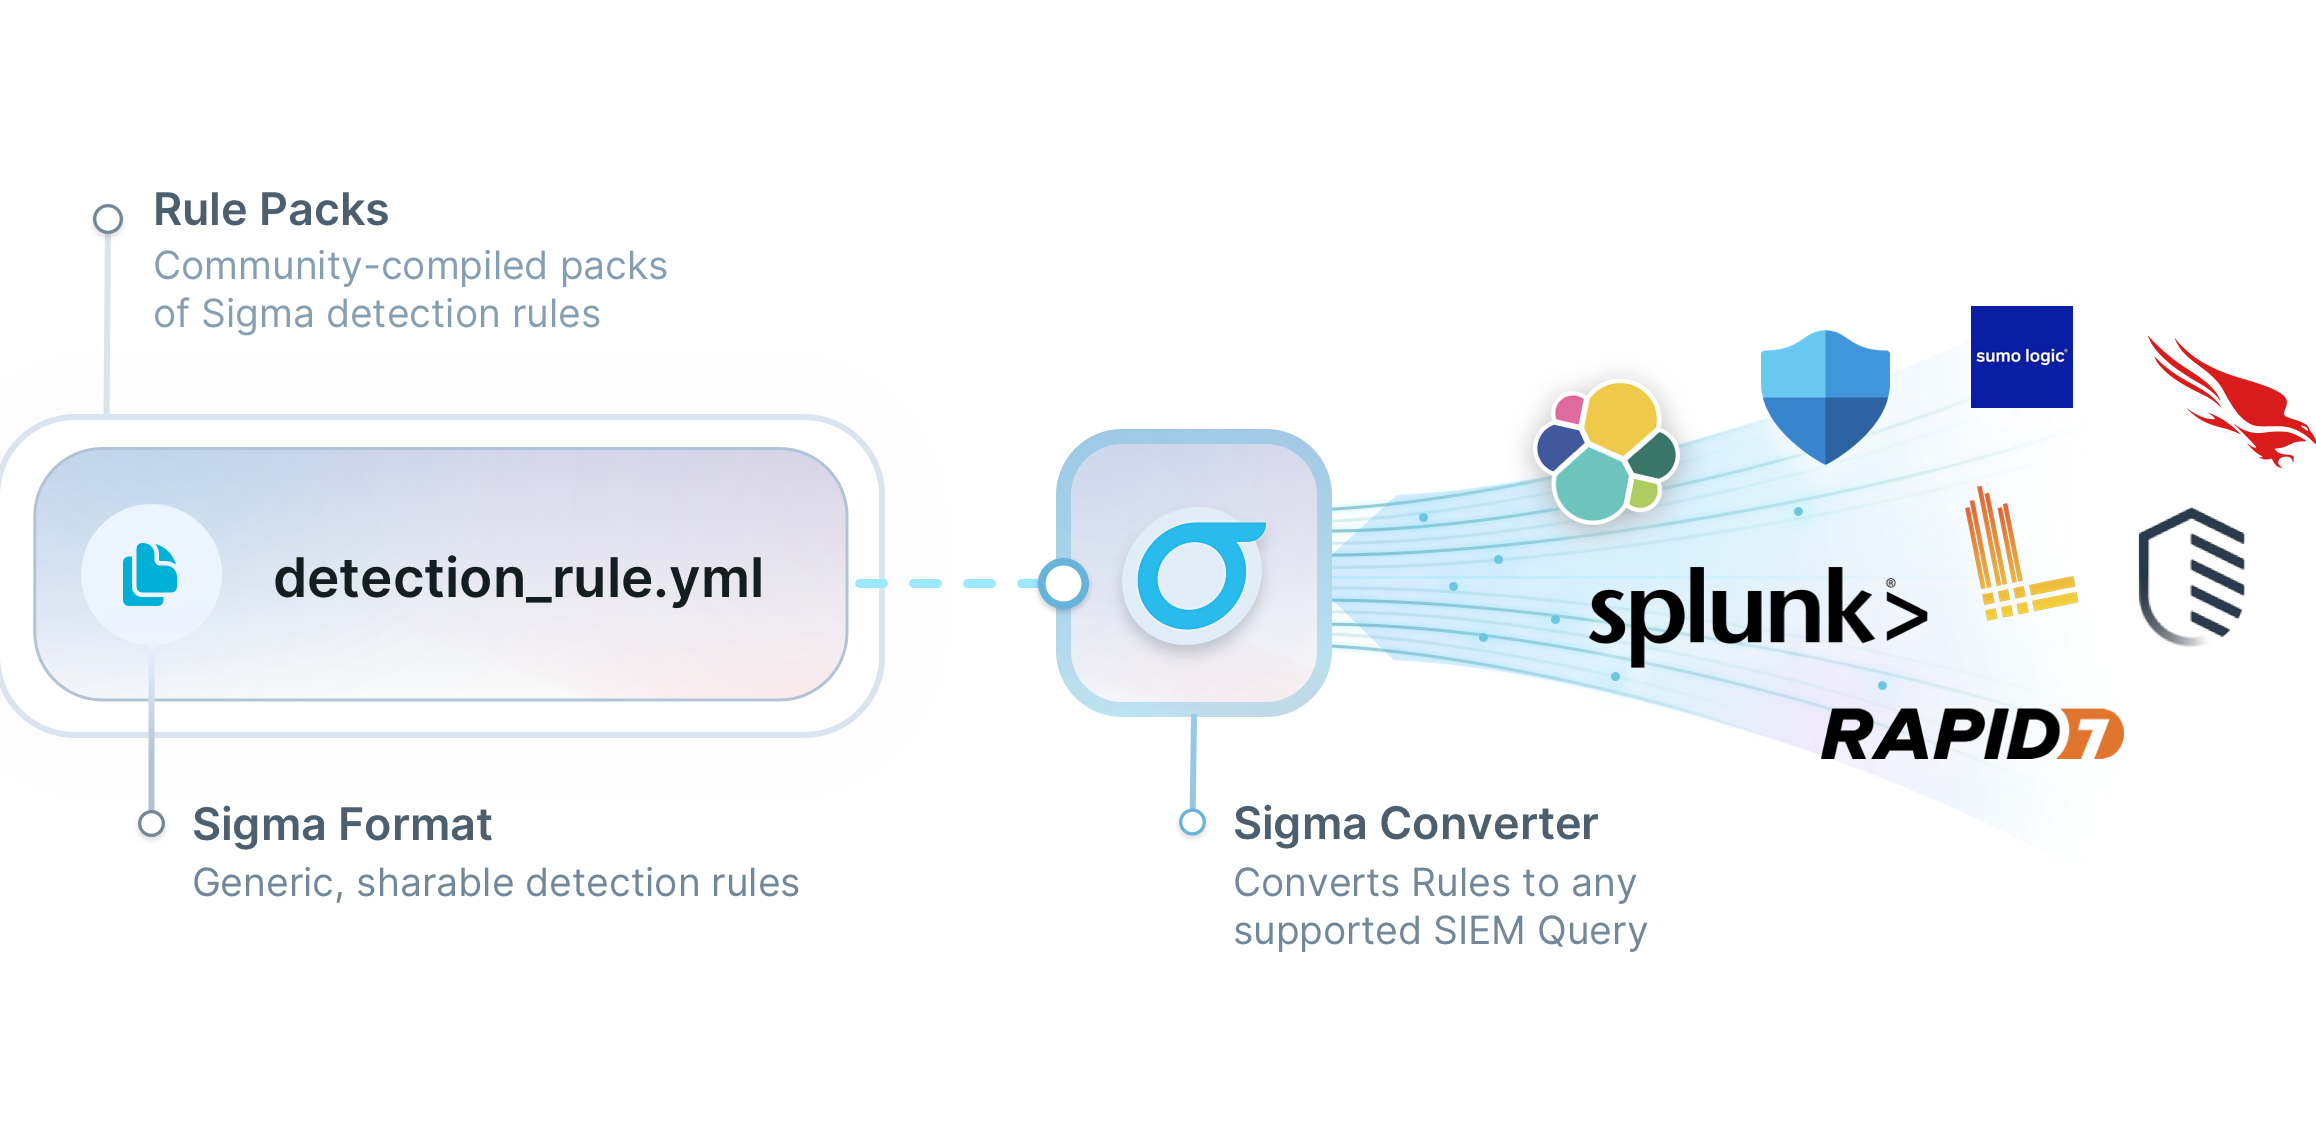 Rule Packs
Community-compiled packs
of Sigma detection rules
detection_rule.yml
Sigma Format
Generic, sharable detection rules
Sigma Converter
Converts Rules to any
supported SIEM Query
sumo logic
splunk>®
RAPID7